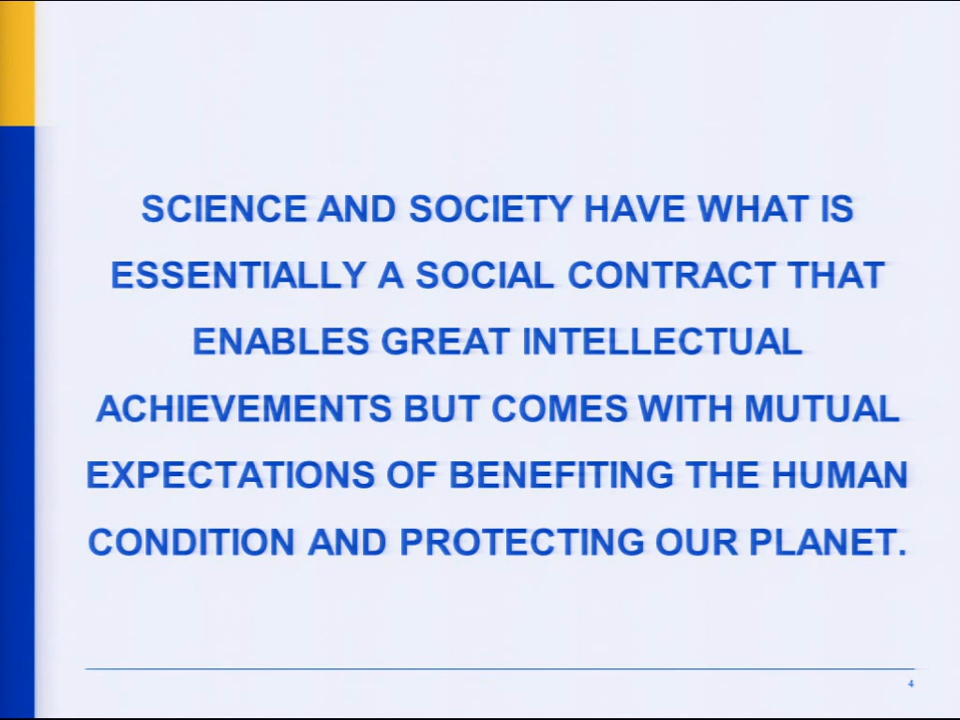 SCIENCE AND SOCIETY HAVE WHAT IS
ESSENTIALLY A SOCIAL CONTRACT THAT
ENABLES GREAT INTELLECTUAL
ACHIEVEMENTS BUT COMES WITH MUTUAL
EXPECTATIONS OF BENEFITING THE HUMAN
CONDITION AND PROTECTING OUR PLANET.
4